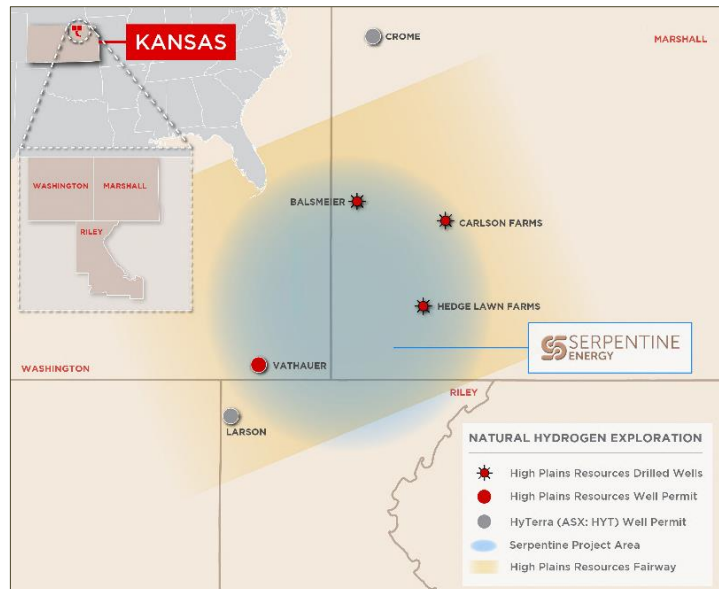 KANSAS
CROME
MARSHALL
WASHINGTON
MARSHALL
RILEY
BALSMEIER
CARLSON FARMS
HEDGE LAWN FARMS
SERPENTINE
ENERGY
WASHINGTON
VATHAUER
RILEY
LARSON
NATURAL HYDROGEN EXPLORATION
High Plains Resources Drilled Wells
High Plains Resources Well Permit
HyTerra (ASX: HYT) Well Permit
Serpentine Project Area
High Plains Resources Fairway